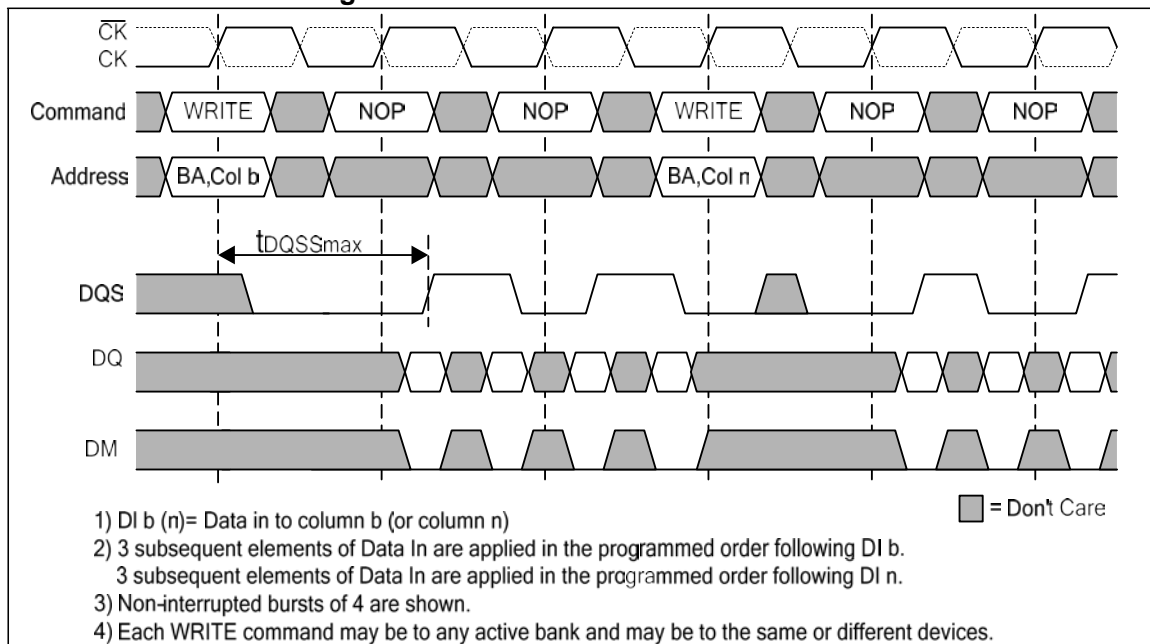 CK
CK
Command WRITE NOP NOP WRITE NOP NOP
Address BA,Col b BA,Col n
tDQSSmax
DQS
DQ
DM
= Don't Care
1) DI b (n)= Data in to column b (or column n)
2) 3 subsequent elements of Data In are applied in the programmed order following DI b.
3 subsequent elements of Data In are applied in the programmed order following DI n.
3) Non-interrupted bursts of 4 are shown.
4) Each WRITE command may be to any active bank and may be to the same or different devices.